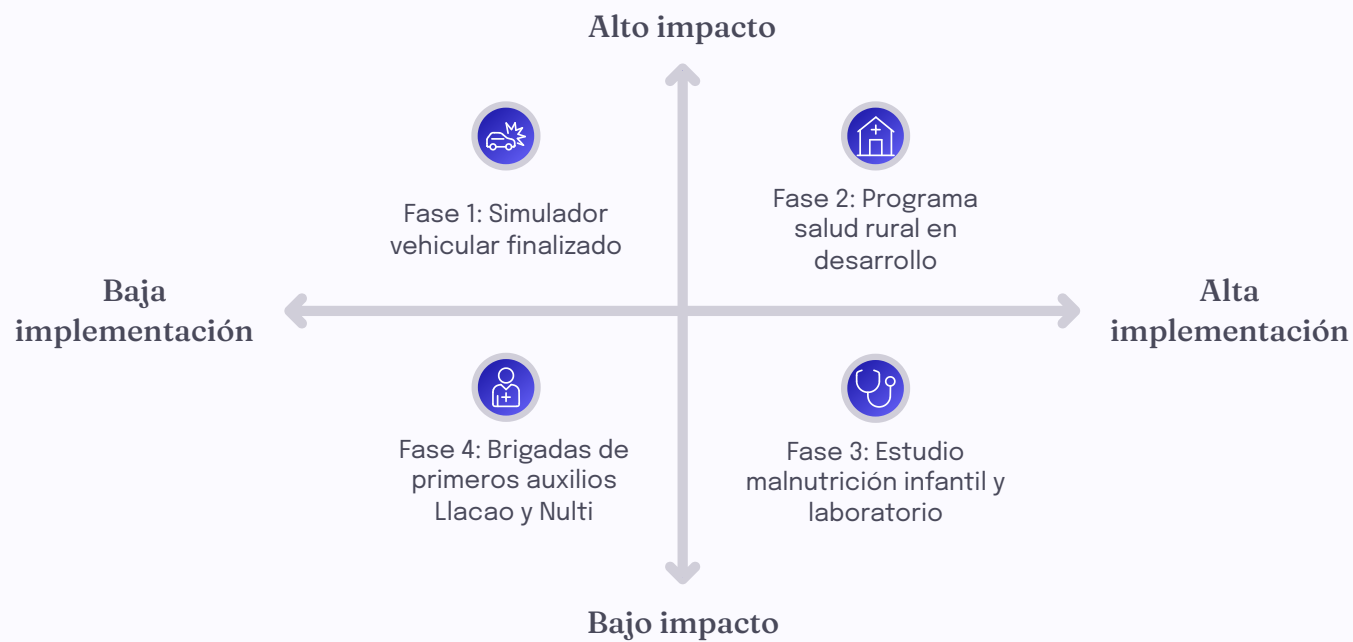 Alto impacto
Fase 1: Simulador
vehicular finalizado
Fase 2: Programa
salud rural en
desarrollo
Baja
implementación
Alta
implementación
Fase 4: Brigadas de
primeros auxilios
Llacao y Nulti
Fase 3: Estudio
malnutrición infantil y
laboratorio
Bajo impacto